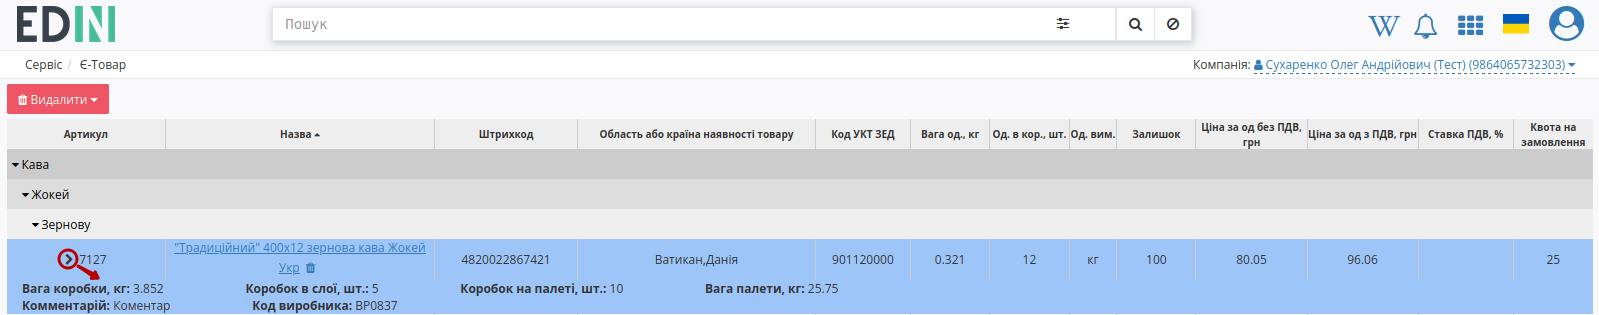 EDIN
Пошук
Сервіс / Є-Товар
Компанія: Сухаренко Олег Андрійович (Тест) (9864065732303)
Видалити
Артикул Назва Штрихкод Область або країна наявності товару Код УКТ ЗЕД Вага од., кг Од. в кор., шт. Од. вим. Залишок Ціна за од без ПДВ, грн Ціна за од з ПДВ, грн Ставка ПДВ, % Квота на замовлення
Кава
Жокей
Зернову
7127 "Традиційний" 400х12 зернова кава Жокей Укр 4820022867421 Ватикан,Данія 901120000 0.321 12 кг 100 80.05 96.06 25
Вага коробки, кг: 3.852 Коробок в слої, шт.: 5 Коробок на палеті, шт.: 10 Вага палети, кг: 25.75
Комментарій: Коментар Код виробника: BP0837